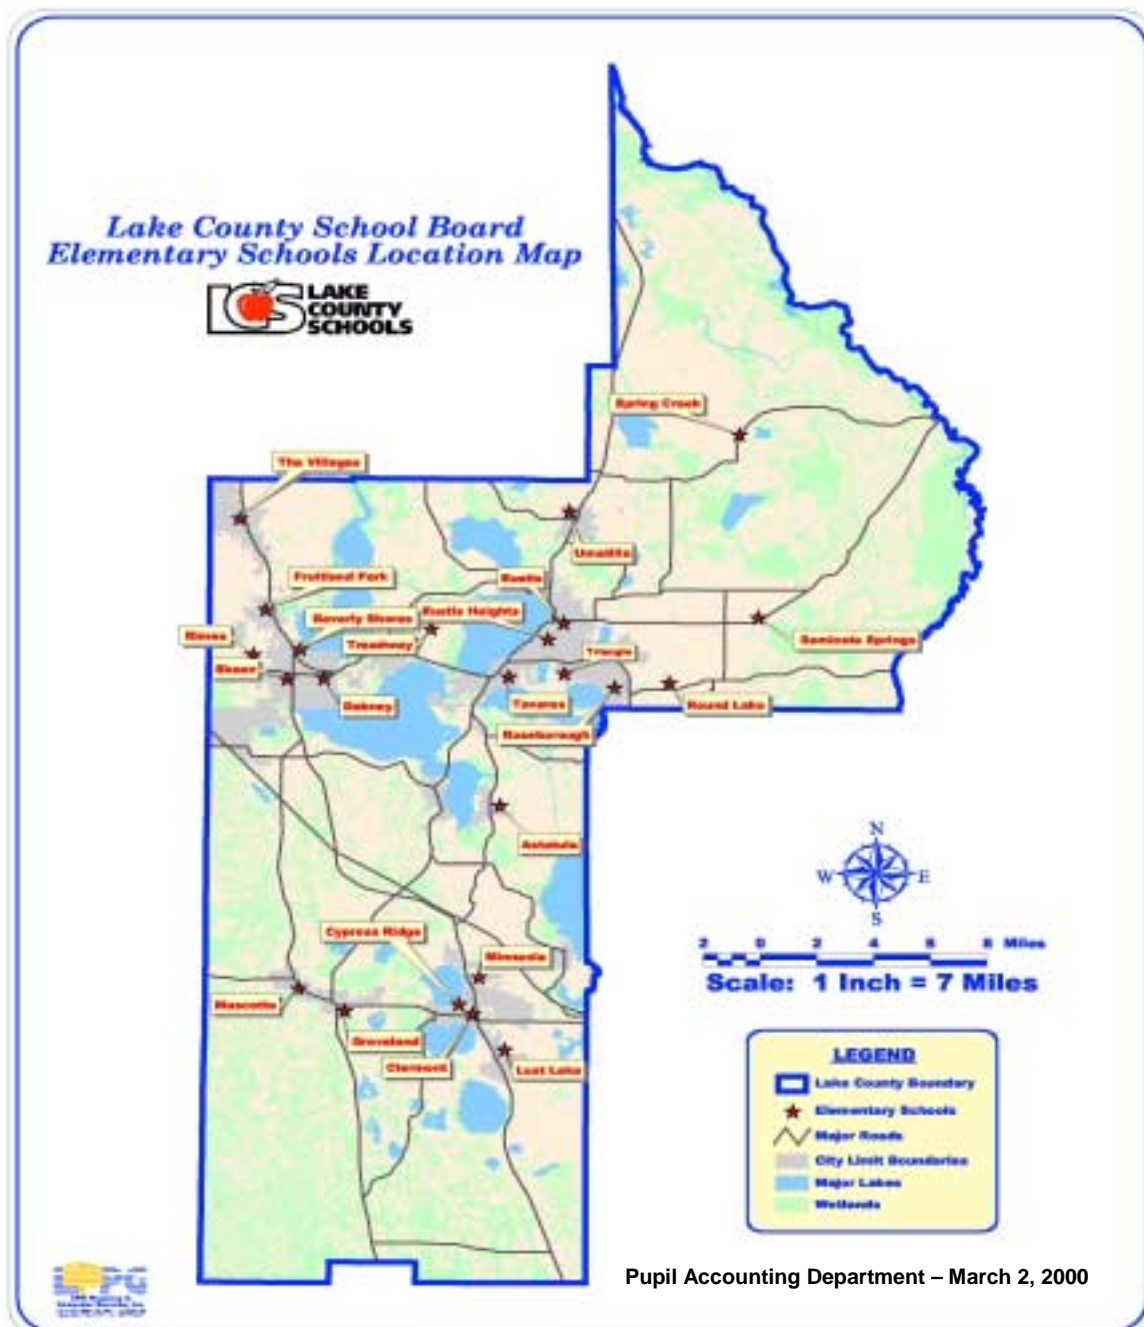 Lake County School Board
Elementary Schools Location Map
LCS LAKE
COUNTY
SCHOOLS
Spring Creek
The Villages
Umatilla
Eustis
Fruitland Park
Beverly Shores
Eustis Heights
Rimes
Treadway
Triangle
Seminole Springs
Skeen
Dabney
Tavares
Round Lake
Roseborough
Astatula
N
W E
S
Cypress Ridge
Minneola
2 0 2 4 6 8 Miles
Scale: 1 Inch = 7 Miles
Mascotte
Groveland
Clermont
Lost Lake
LEGEND
Lake County Boundary
Elementary Schools
Major Roads
City Limit Boundaries
Major Lakes
Wetlands
Pupil Accounting Department – March 2, 2000